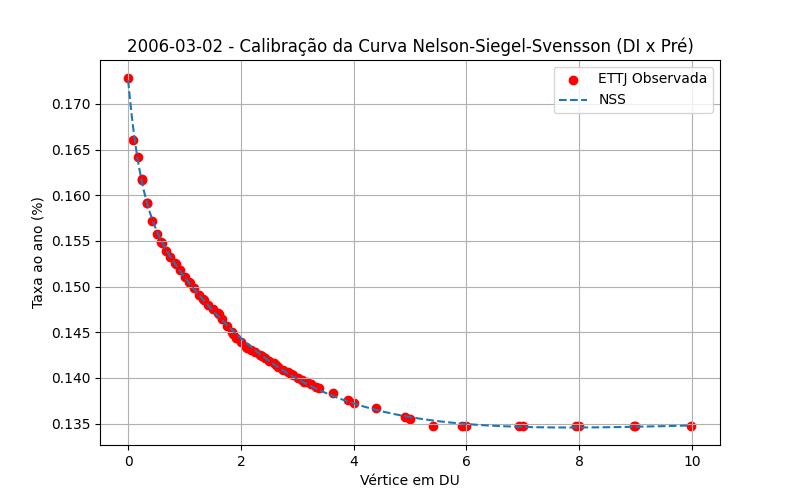 2006-03-02 - Calibração da Curva Nelson-Siegel-Svensson (DI x Pré)
ETTJ Observada
NSS
Taxa ao ano (%)
0.170
0.165
0.160
0.155
0.150
0.145
0.140
0.135
0 2 4 6 8 10
Vértice em DU